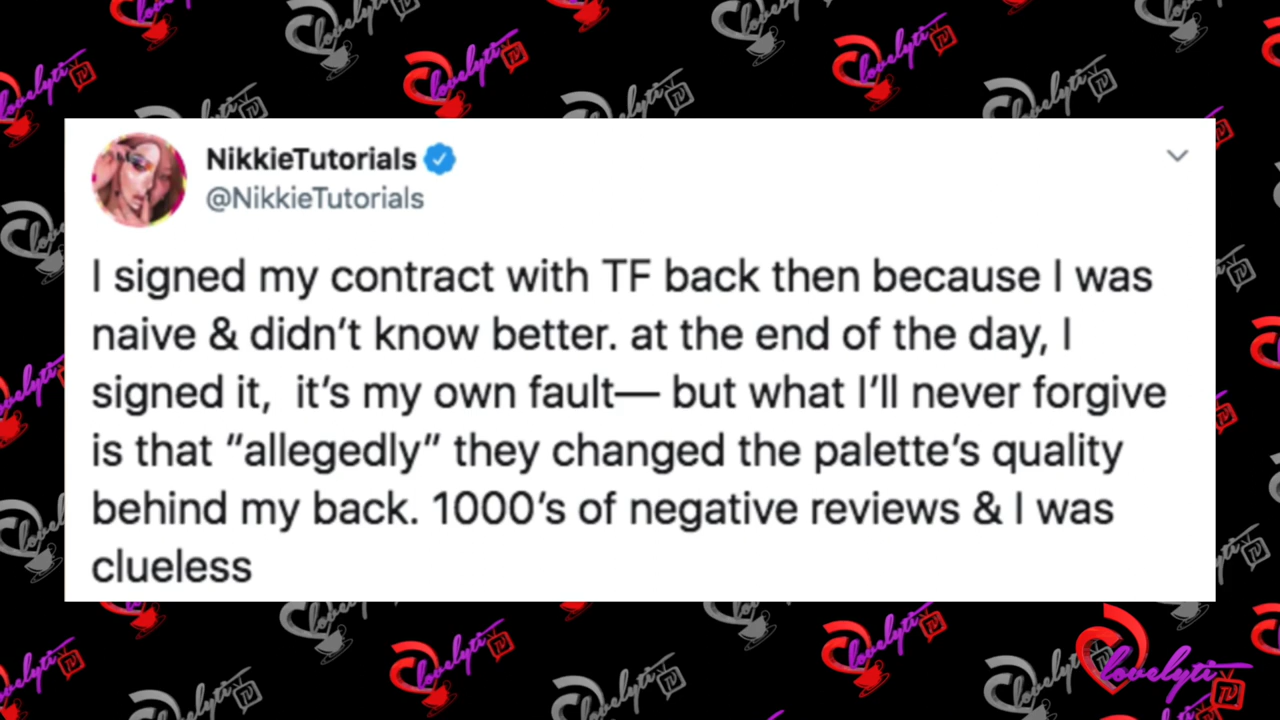 NikkieTutorials
@NikkieTutorials
I signed my contract with TF back then because I was
naive & didn’t know better. at the end of the day, I
signed it,  it’s my own fault— but what I’ll never forgive
is that “allegedly” they changed the palette’s quality
behind my back. 1000’s of negative reviews & I was
clueless
lovelyti TV